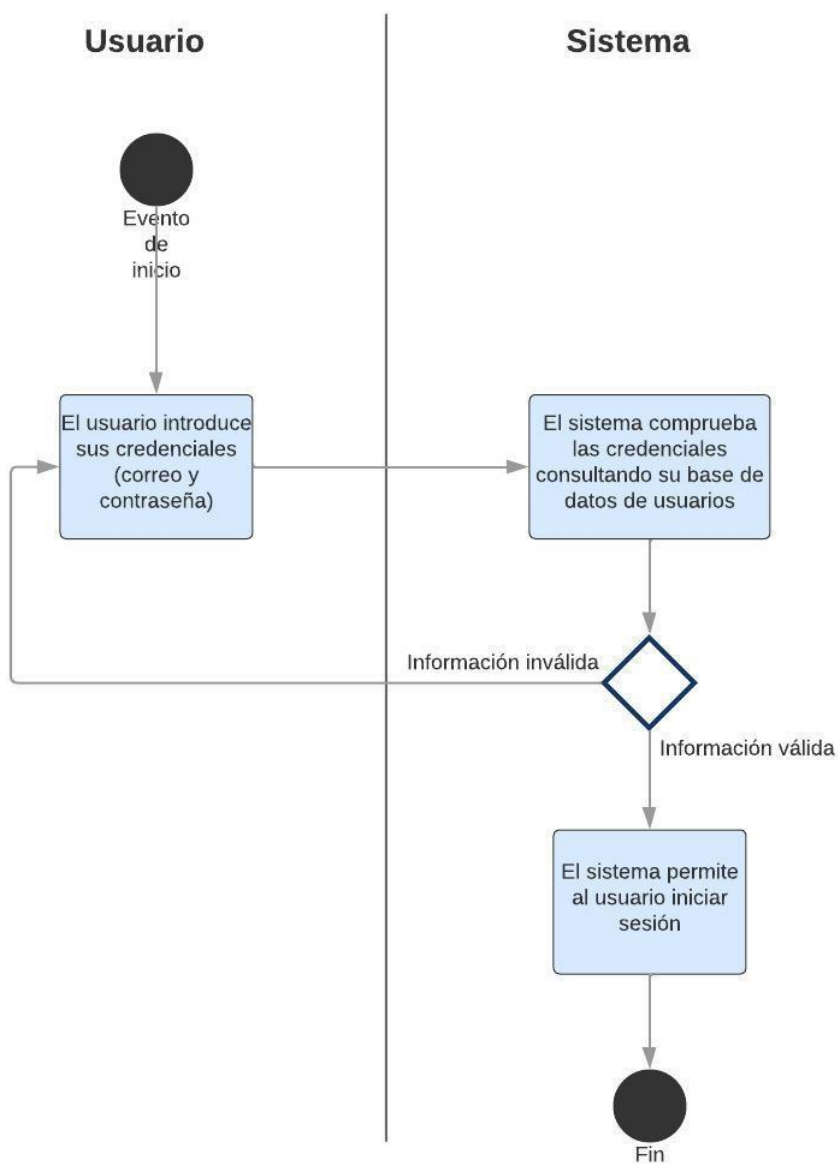 Usuario
Sistema
Evento
de
inicio
El usuario introduce
sus credenciales
(correo y
contraseña)
El sistema comprueba
las credenciales
consultando su base de
datos de usuarios
Información inválida
Información válida
El sistema permite
al usuario iniciar
sesión
Fin